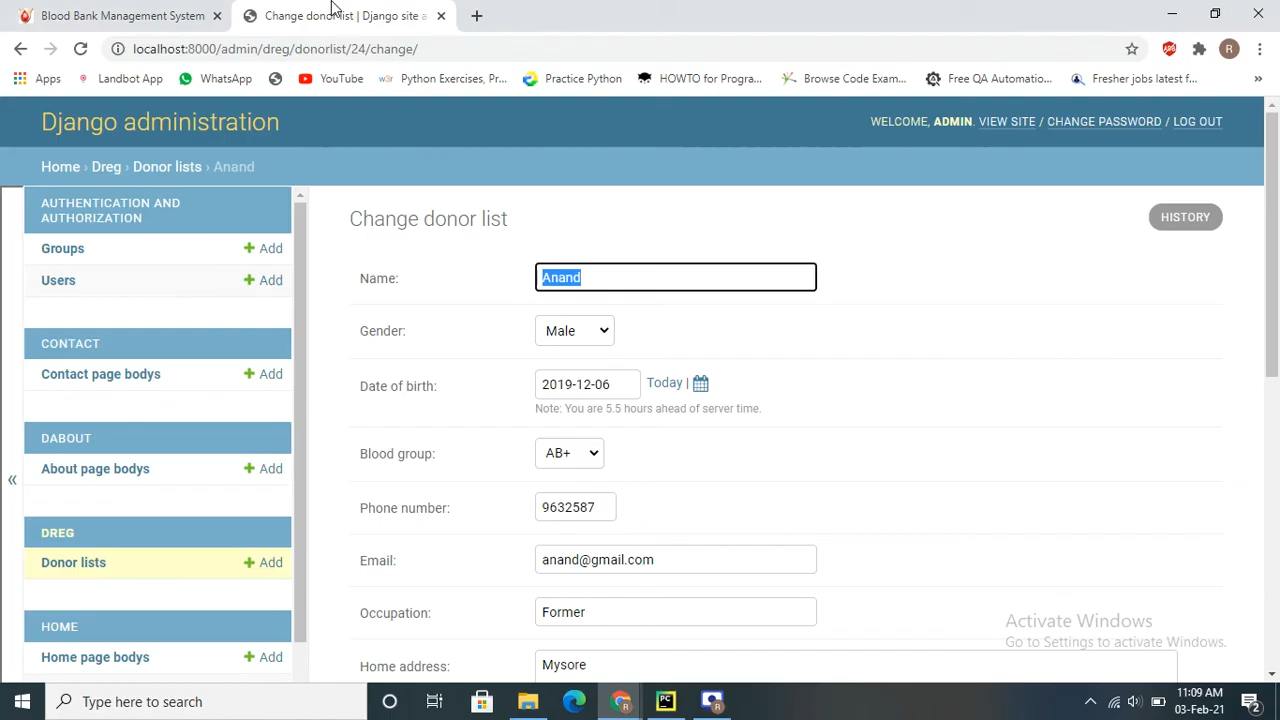 Blood Bank Management System
Change donor list | Django site a
localhost:8000/admin/dreg/donorlist/24/change/
R
Apps
Landbot App
WhatsApp
YouTube
Python Exercises, Pr...
Practice Python
HOWTO for Progra...
Browse Code Exam...
Free QA Automatio...
Fresher jobs latest f...
»
Django administration
WELCOME, ADMIN. VIEW SITE / CHANGE PASSWORD / LOG OUT
Home › Dreg › Donor lists › Anand
AUTHENTICATION AND
AUTHORIZATION
Groups + Add
Users + Add
CONTACT
Contact page bodys + Add
DABOUT
About page bodys + Add
«
DREG
Donor lists + Add
HOME
Home page bodys + Add
Change donor list
HISTORY
Name: Anand
Gender: Male
Date of birth: 2019-12-06 Today |
Note: You are 5.5 hours ahead of server time.
Blood group: AB+
Phone number: 9632587
Email: anand@gmail.com
Occupation: Former
Home address: Mysore
Activate Windows
Go to Settings to activate Windows.
Type here to search
11:09 AM
03-Feb-21
2